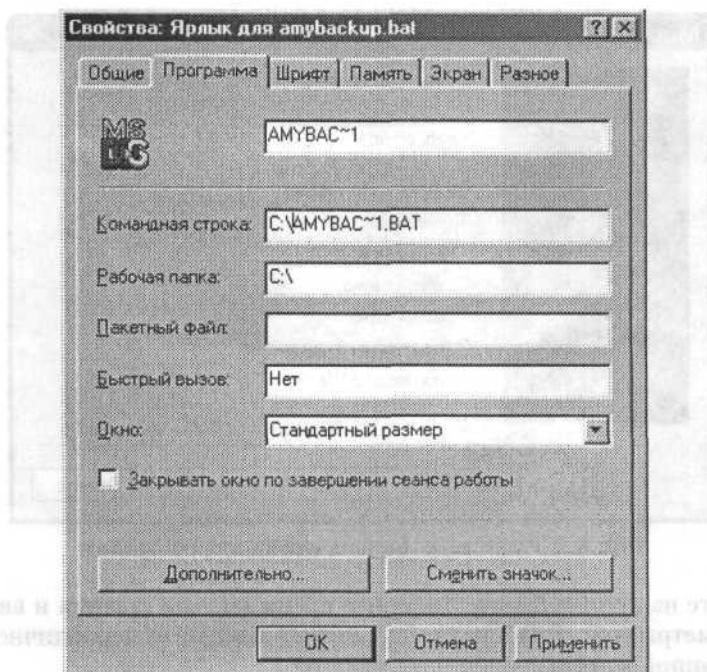 Свойства: Ярлык для amybackup.bat
Общие Программа Шрифт Память Экран Разное
MS
AMYBAC~1
Командная строка: C:\AMYBAC~1.BAT
Рабочая папка: C:\
Пакетный файл:
Быстрый вызов: Нет
Окно: Стандартный размер
Закрывать окно по завершении сеанса работы
Дополнительно... Сменить значок...
OK Отмена Применить